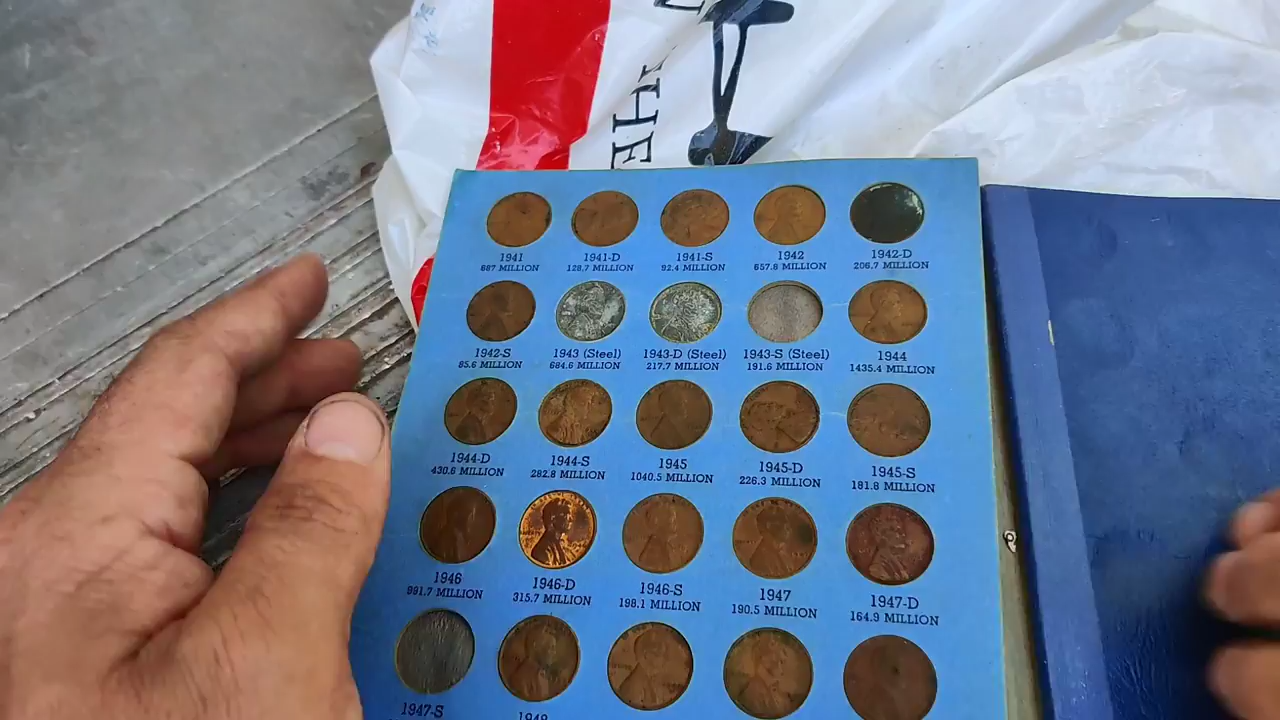 THE
1941
687 MILLION
1941-D
128.7 MILLION
1941-S
92.4 MILLION
1942
657.8 MILLION
1942-D
206.7 MILLION
1942-S
85.6 MILLION
1943 (Steel)
684.6 MILLION
1943-D (Steel)
217.7 MILLION
1943-S (Steel)
191.6 MILLION
1944
1435.4 MILLION
1944-D
430.6 MILLION
1944-S
282.8 MILLION
1945
1040.5 MILLION
1945-D
226.3 MILLION
1945-S
181.8 MILLION
1946
991.7 MILLION
1946-D
315.7 MILLION
1946-S
198.1 MILLION
1947
190.5 MILLION
1947-D
164.9 MILLION
1947-S
1948